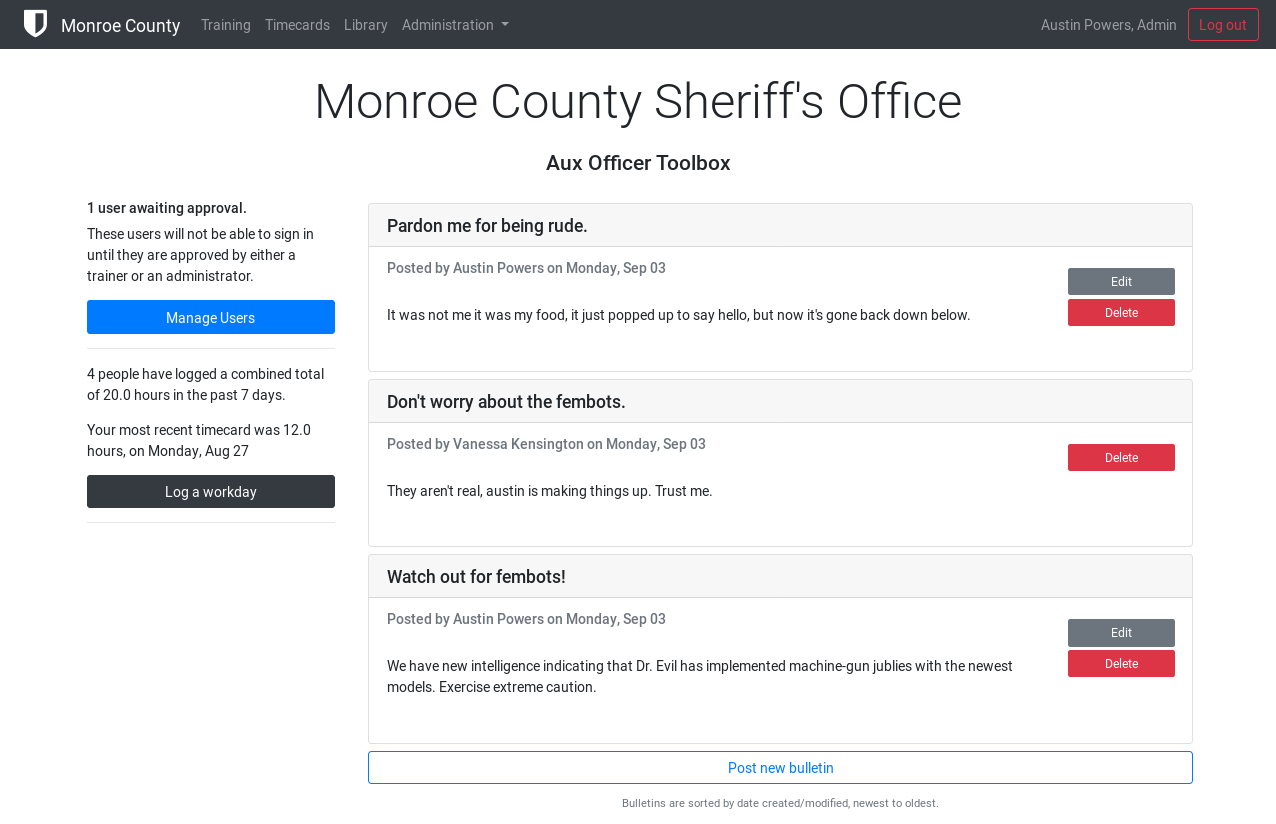 Monroe County Training Timecards Library Administration Austin Powers, Admin Log out
Monroe County Sheriff's Office
Aux Officer Toolbox
1 user awaiting approval.
These users will not be able to sign in
until they are approved by either a
trainer or an administrator.
Manage Users
4 people have logged a combined total
of 20.0 hours in the past 7 days.
Your most recent timecard was 12.0
hours, on Monday, Aug 27
Log a workday
Pardon me for being rude.
Posted by Austin Powers on Monday, Sep 03
Edit
Delete
It was not me it was my food, it just popped up to say hello, but now it's gone back down below.
Don't worry about the fembots.
Posted by Vanessa Kensington on Monday, Sep 03
Delete
They aren't real, austin is making things up. Trust me.
Watch out for fembots!
Posted by Austin Powers on Monday, Sep 03
Edit
Delete
We have new intelligence indicating that Dr. Evil has implemented machine-gun jublies with the newest
models. Exercise extreme caution.
Post new bulletin
Bulletins are sorted by date created/modified, newest to oldest.